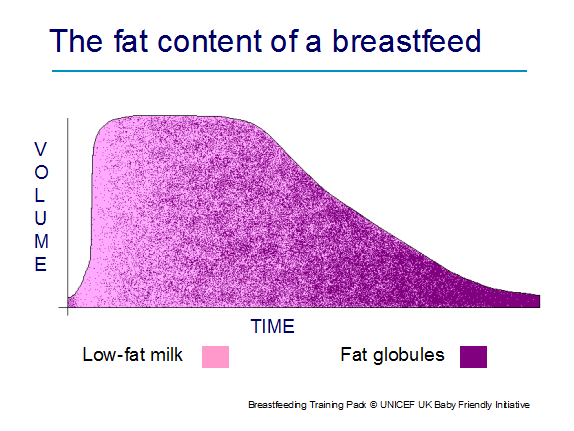 The fat content of a breastfeed
V
O
L
U
M
E
TIME
Low-fat milk
Fat globules
Breastfeeding Training Pack © UNICEF UK Baby Friendly Initiative